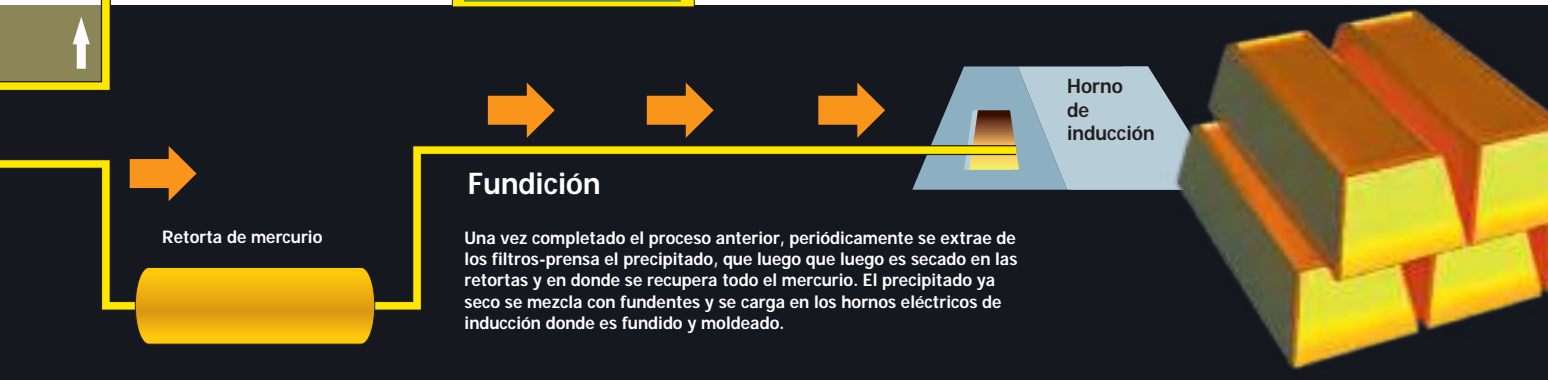 Horno
de
inducción
Fundición
Retorta de mercurio
Una vez completado el proceso anterior, periódicamente se extrae de
los filtros-prensa el precipitado, que luego que luego es secado en las
retortas y en donde se recupera todo el mercurio. El precipitado ya
seco se mezcla con fundentes y se carga en los hornos eléctricos de
inducción donde es fundido y moldeado.